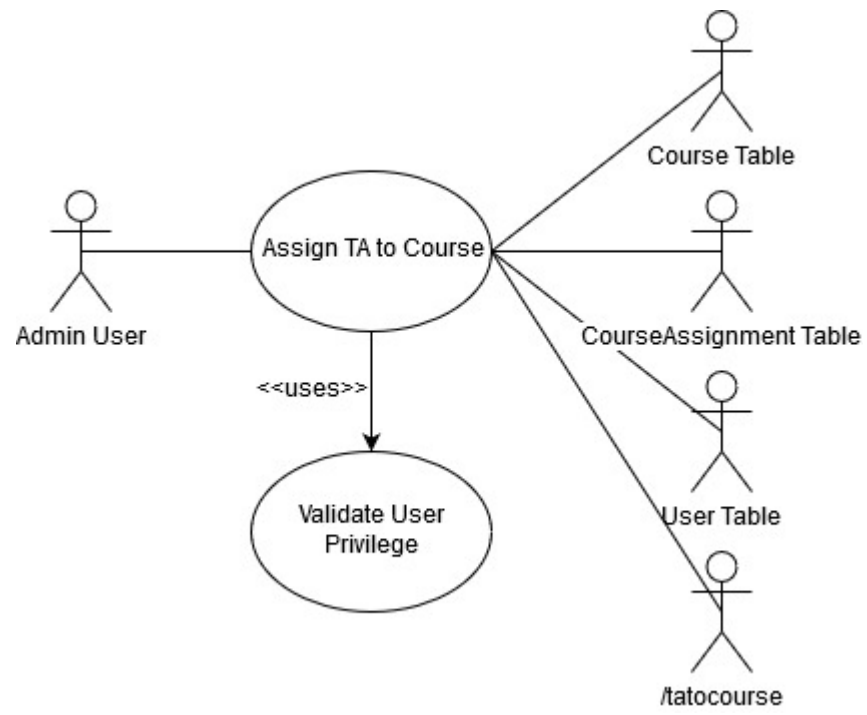 Course Table
Assign TA to Course
Admin User
CourseAssignment Table
<<uses>>
Validate User
Privilege
User Table
/tatocourse